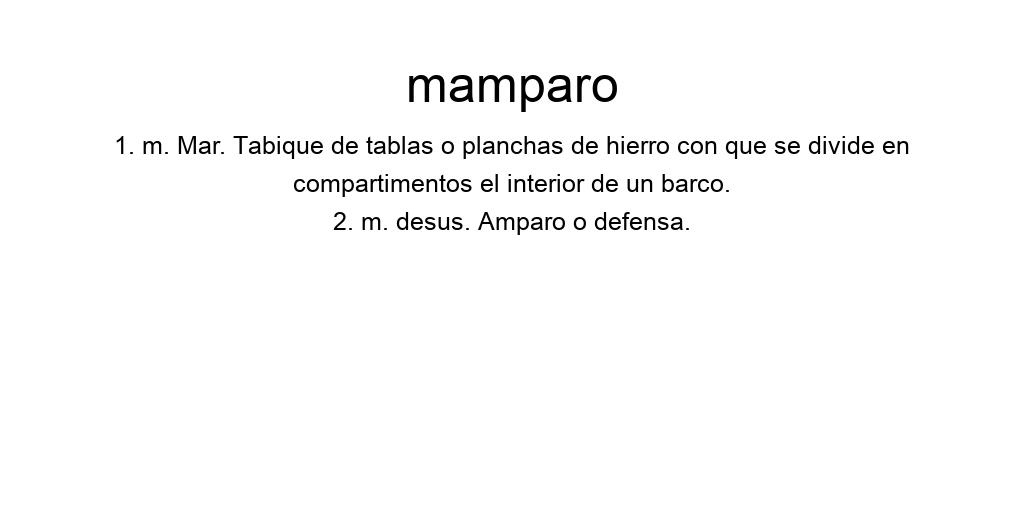 mamparo
1. m. Mar. Tabique de tablas o planchas de hierro con que se divide en
compartimentos el interior de un barco.
2. m. desus. Amparo o defensa.